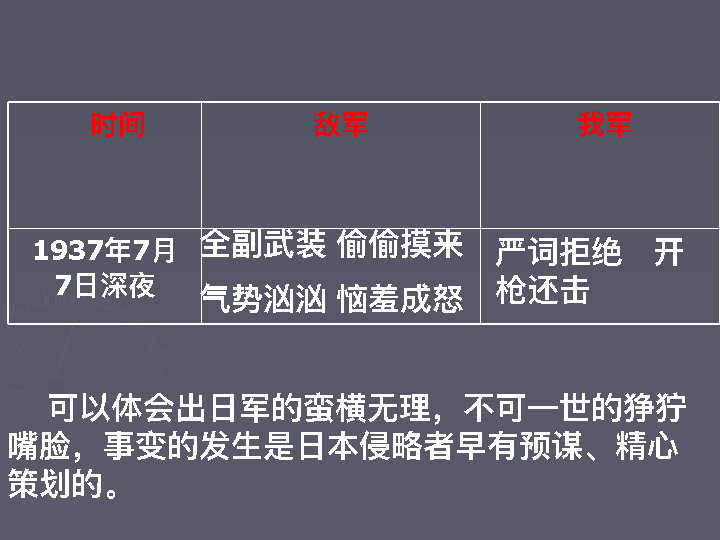 时间 敌军 我军
1937年7月
7日深夜
全副武装 偷偷摸来
气势汹汹 恼羞成怒
严词拒绝 开
枪还击
可以体会出日军的蛮横无理，不可一世的狰狞
嘴脸，事变的发生是日本侵略者早有预谋、精心
策划的。